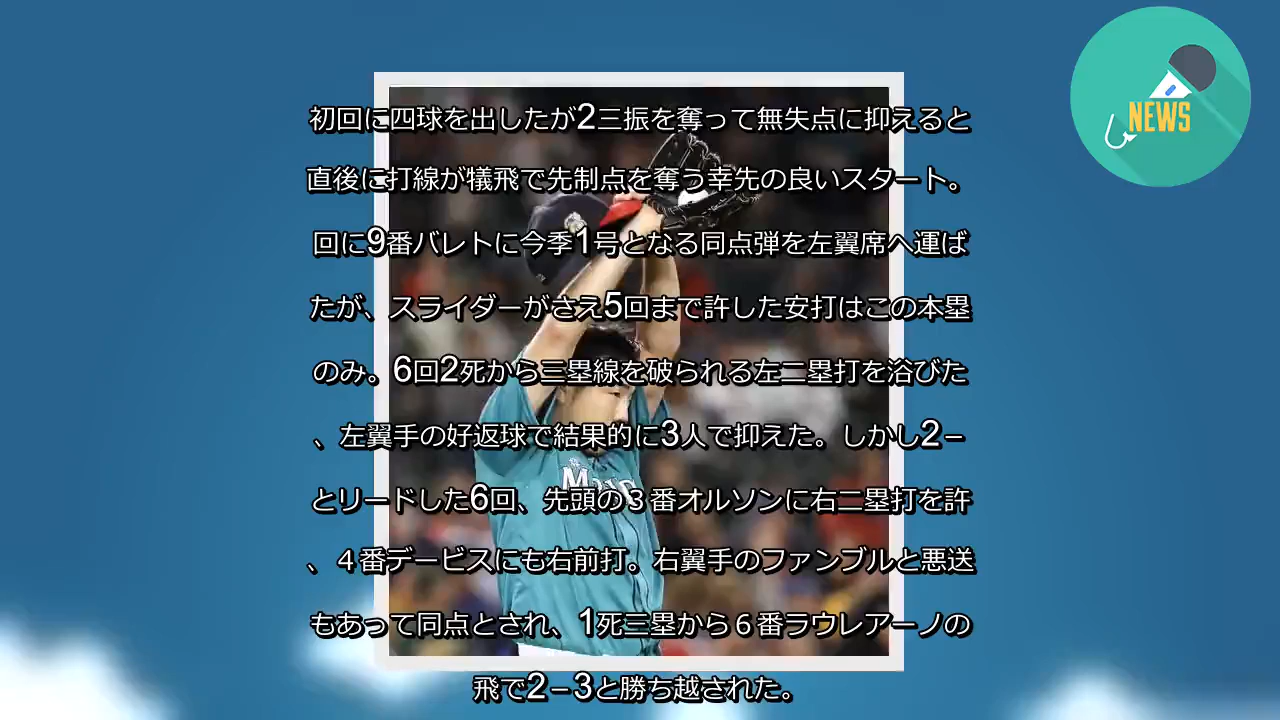 初回に四球を出したが2三振を奪って無失点に抑えると
直後に打線が犠飛で先制点を奪う幸先の良いスタート。
回に9番バレトに今季1号となる同点弾を左翼席へ運ば
たが、スライダーがさえ5回まで許した安打はこの本塁
のみ。6回2死から三塁線を破られる左二塁打を浴びた
、左翼手の好返球で結果的に3人で抑えた。しかし2－
とリードした6回、先頭の３番オルソンに右二塁打を許
、４番デービスにも右前打。右翼手のファンブルと悪送
もあって同点とされ、1死三塁から６番ラウレアーノの
飛で2－3と勝ち越された。
NEWS